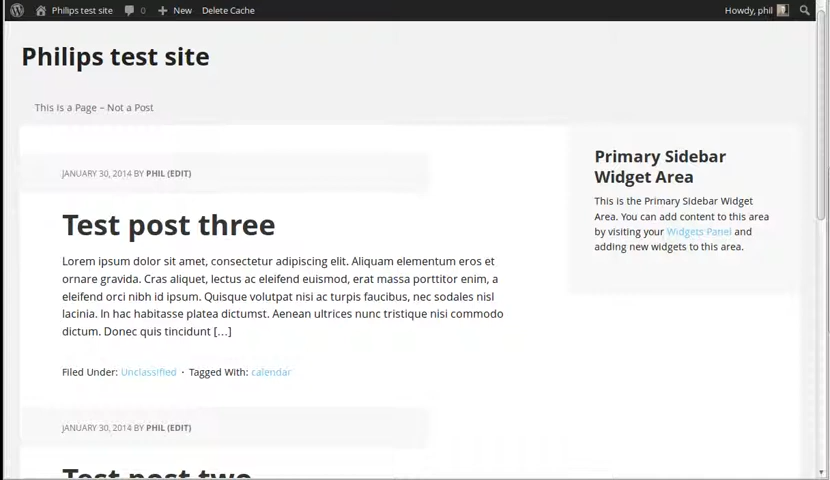 Philips test site 0 New Delete Cache Howdy, phil
Philips test site
This is a Page – Not a Post
JANUARY 30, 2014 BY PHIL (EDIT)
Test post three
Lorem ipsum dolor sit amet, consectetur adipiscing elit. Aliquam elementum eros et
ornare gravida. Cras aliquet, lectus ac eleifend euismod, erat massa porttitor enim, a
eleifend orci nibh id ipsum. Quisque volutpat nisi ac turpis faucibus, nec sodales nisl
lacinia. In hac habitasse platea dictumst. Aenean ultrices nunc tristique nisi commodo
dictum. Donec quis tincidunt […]
Filed Under: Unclassified · Tagged With: calendar
JANUARY 30, 2014 BY PHIL (EDIT)
Test post two
Primary Sidebar
Widget Area
This is the Primary Sidebar Widget
Area. You can add content to this area
by visiting your Widgets Panel and
adding new widgets to this area.